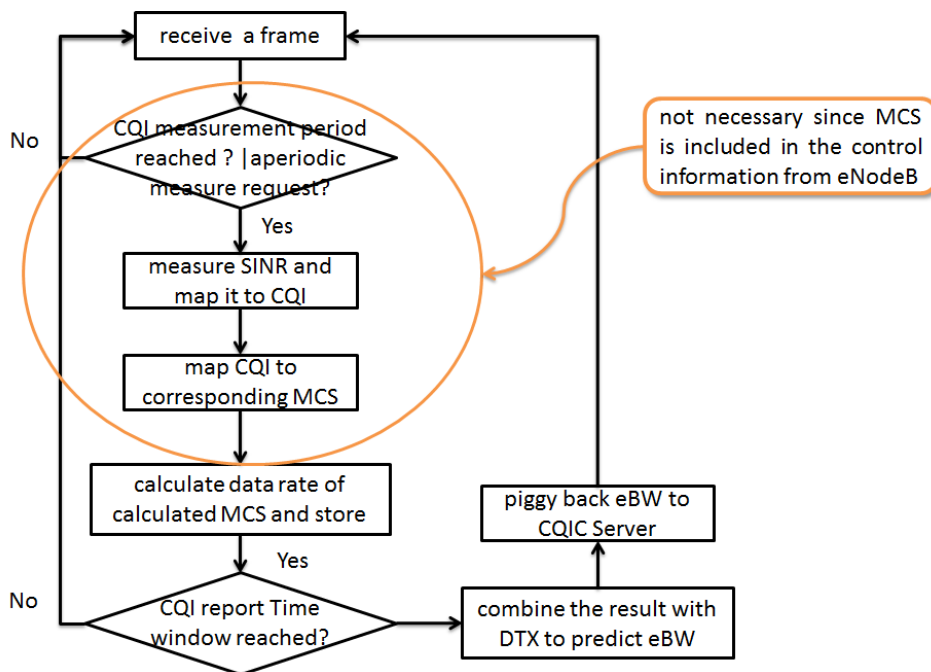 receive a frame
No
CQI measurement period
reached ? |aperiodic
measure request?
not necessary since MCS
is included in the control
information from eNodeB
Yes
measure SINR and
map it to CQI
map CQI to
corresponding MCS
calculate data rate of
calculated MCS and store
piggy back eBW to
CQIC Server
Yes
No
CQI report Time
window reached?
combine the result with
DTX to predict eBW